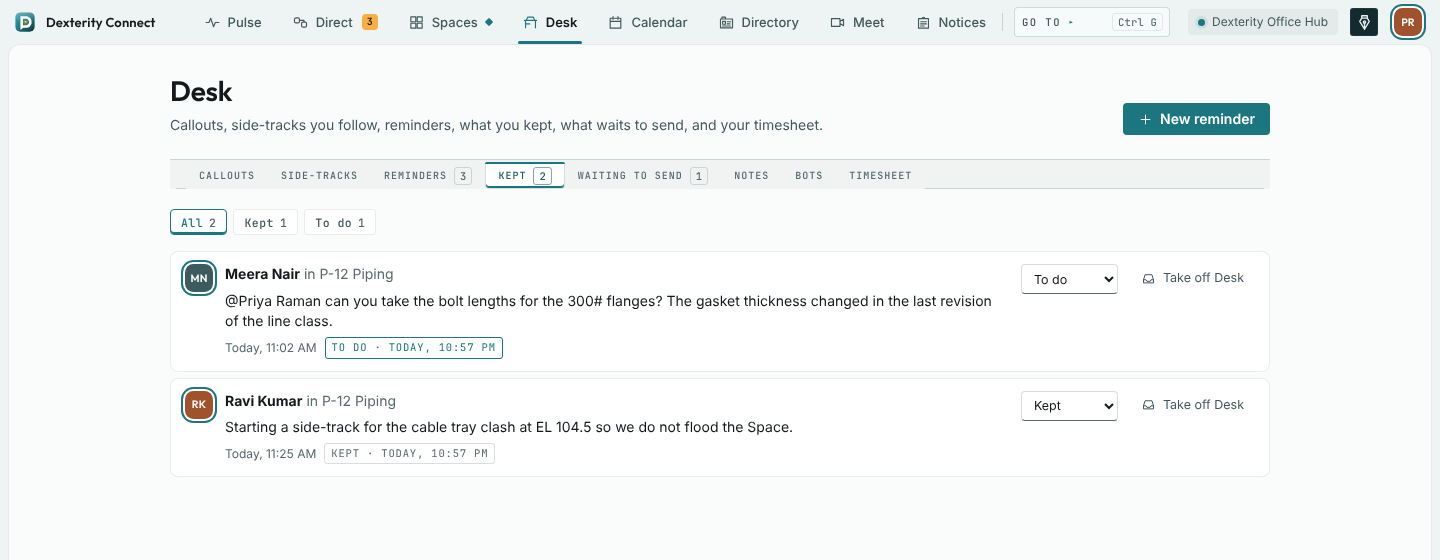 Dexterity Connect
Pulse
Direct 3
Spaces
Desk
Calendar
Directory
Meet
Notices
GO TO
Ctrl G
Dexterity Office Hub
PR
Desk
Callouts, side-tracks you follow, reminders, what you kept, what waits to send, and your timesheet.
+ New reminder
CALLOUTS
SIDE-TRACKS
REMINDERS 3
KEPT 2
WAITING TO SEND 1
NOTES
BOTS
TIMESHEET
All 2
Kept 1
To do 1
MN
Meera Nair in P-12 Piping
To do
Take off Desk
@Priya Raman can you take the bolt lengths for the 300# flanges? The gasket thickness changed in the last revision
of the line class.
Today, 11:02 AM
TO DO · TODAY, 10:57 PM
RK
Ravi Kumar in P-12 Piping
Kept
Take off Desk
Starting a side-track for the cable tray clash at EL 104.5 so we do not flood the Space.
Today, 11:25 AM
KEPT · TODAY, 10:57 PM